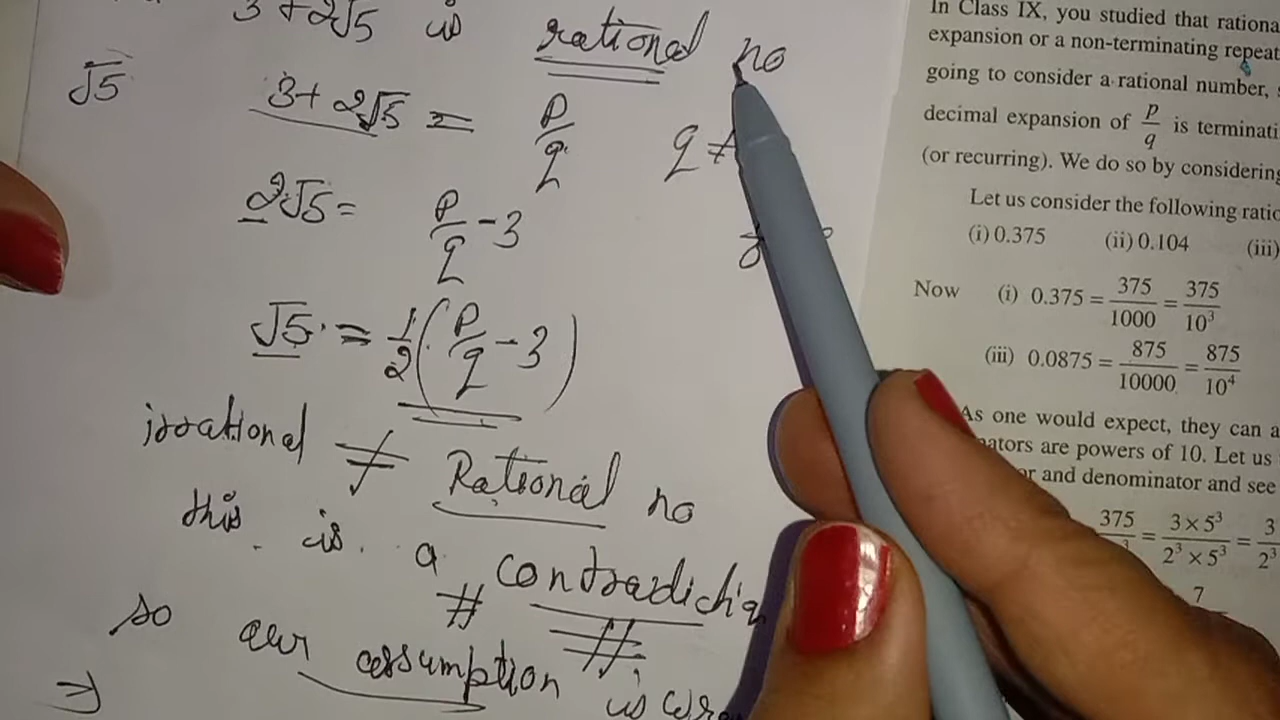 3+2√5 is rational no
√5
3+ 2√5 = p/q q ≠
2√5 = p/q - 3
√5 = 1/2 (p/q - 3)
irrational ≠ Rational no
this is a contradictio
#
so our assumption is wro
⇒
In Class IX, you studied that rationa
expansion or a non-terminating repeat
going to consider a rational number, s
decimal expansion of p/q is terminati
(or recurring). We do so by considering
Let us consider the following ratio
(i) 0.375 (ii) 0.104 (iii)
Now (i) 0.375 = 375/1000 = 375/10³
(iii) 0.0875 = 875/10000 = 875/10⁴
As one would expect, they can a
nators are powers of 10. Let us
r and denominator and see
375/ ³ = 3 × 5³/2³ × 5³ = 3/2³
7